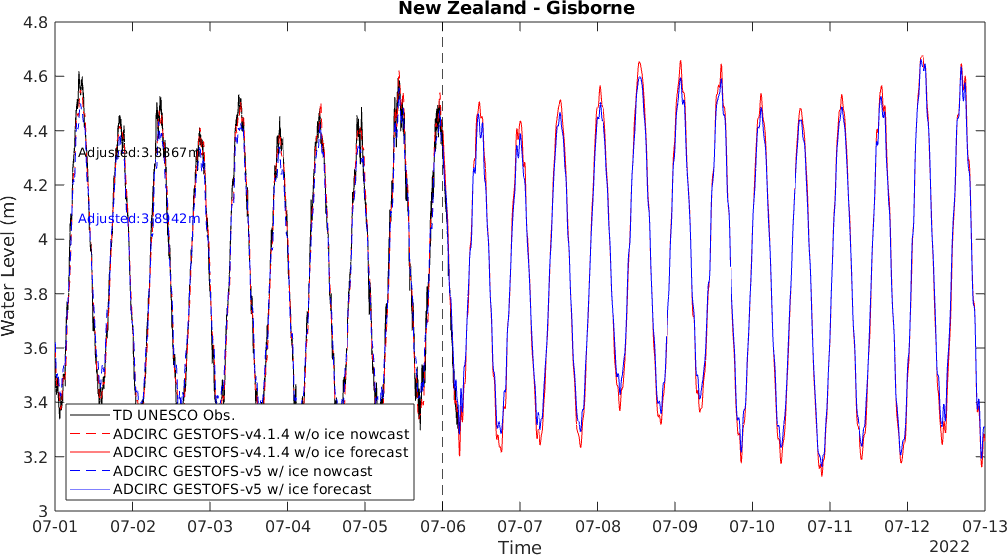 New Zealand - Gisborne
4.8
4.6
4.4
4.2
4
3.8
3.6
3.4
3.2
3
Water Level (m)
Adjusted:3.8867m
Adjusted:3.8942m
TD UNESCO Obs.
ADCIRC GESTOFS-v4.1.4 w/o ice nowcast
ADCIRC GESTOFS-v4.1.4 w/o ice forecast
ADCIRC GESTOFS-v5 w/ ice nowcast
ADCIRC GESTOFS-v5 w/ ice forecast
07-01 07-02 07-03 07-04 07-05 07-06 07-07 07-08 07-09 07-10 07-11 07-12 07-13
Time
2022